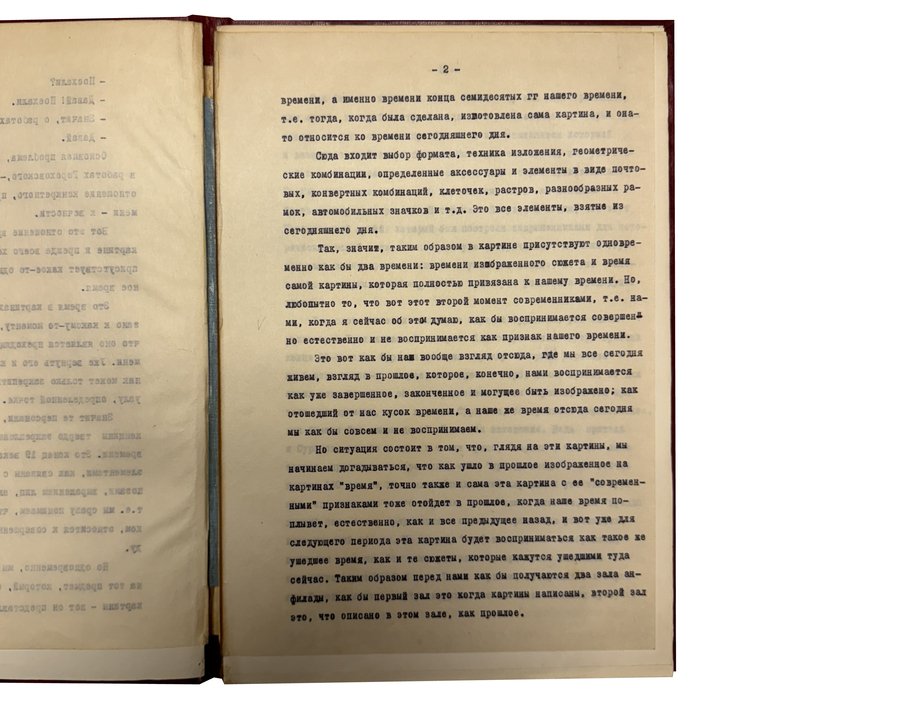 - 2 -
времени, а именно времени конца семидесятых гг нашего времени,
т.е. тогда, когда была сделана, изготовлена сама картина, и она-
то относится ко времени сегодняшнего дня.
Сюда входит выбор формата, техника изложения, геометриче-
ские комбинации, определенные аксессуары и элементы в виде почто-
вых, конвертных комбинаций, клеточек, растров, разнообразных ра-
мок, автомобильных значков и т.д. Это все элементы, взятые из
сегодняшнего дня.
Так, значит, таким образом в картине присутствуют одновре-
менно как бы два времени: времени изображенного сюжета и время
самой картины, которая полностью привязана к нашему времени. Но,
любопытно то, что вот этот второй момент современниками, т.е. на-
ми, когда я сейчас об этом думаю, как бы воспринимается совершен-
но естественно и не воспринимается как признак нашего времени.
Это вот как бы наш вообще взгляд отсюда, где мы все сегодня
живем, взгляд в прошлое, которое, конечно, нами воспринимается
как уже завершенное, законченное и могущее быть изображено; как
отошедший от нас кусок времени, а наше же время отсюда сегодня
мы как бы совсем и не воспринимаем.
Но ситуация состоит в том, что, глядя на эти картины, мы
начинаем догадываться, что как ушло в прошлое изображенное на
картинах "время", точно также и сама эта картина с ее "современ-
ными" признаками тоже отойдет в прошлое, когда наше время по-
плывет, естественно, как и все предыдущее назад, и вот уже для
следующего периода эта картина будет восприниматься как такое же
ушедшее время, как и те сюжеты, которые кажутся ушедшими туда
сейчас. Таким образом перед нами как бы получаются два зала ан-
филады, как бы первый зал это когда картины написаны, второй зал
это, что описано в этом зале, как прошлое.